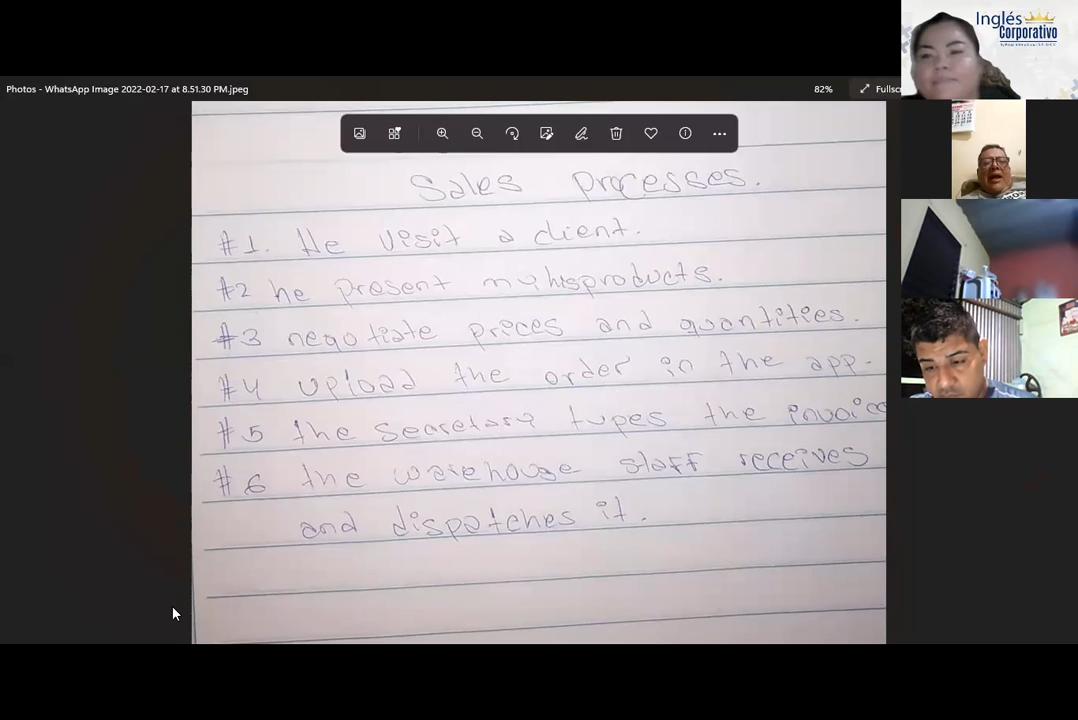 Inglés
Corporativo
Photos - WhatsApp Image 2022-02-17 at 8.51.30 PM.jpeg
82%
Fullscr
Sales processes.
#1. He visit a client.
#2 he present my hisproducts.
#3 negotiate prices and quantities.
#4 upload the order in the app.
#5 the secretary types the invoice
#6 the warehouse staff receives
and dispatches it.